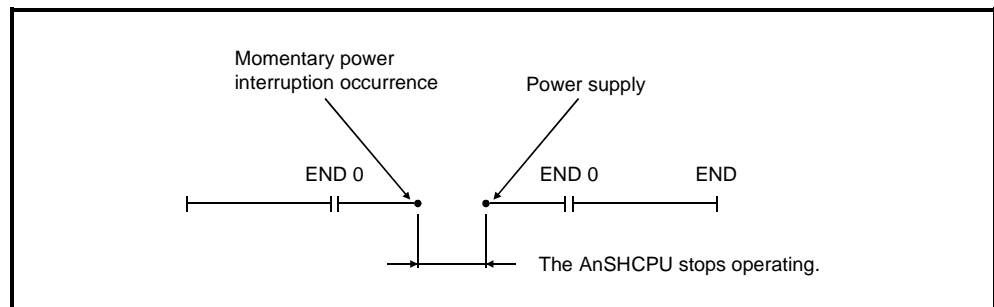 Momentary power
interruption occurrence
Power supply
END 0
END 0
END
The AnSHCPU stops operating.